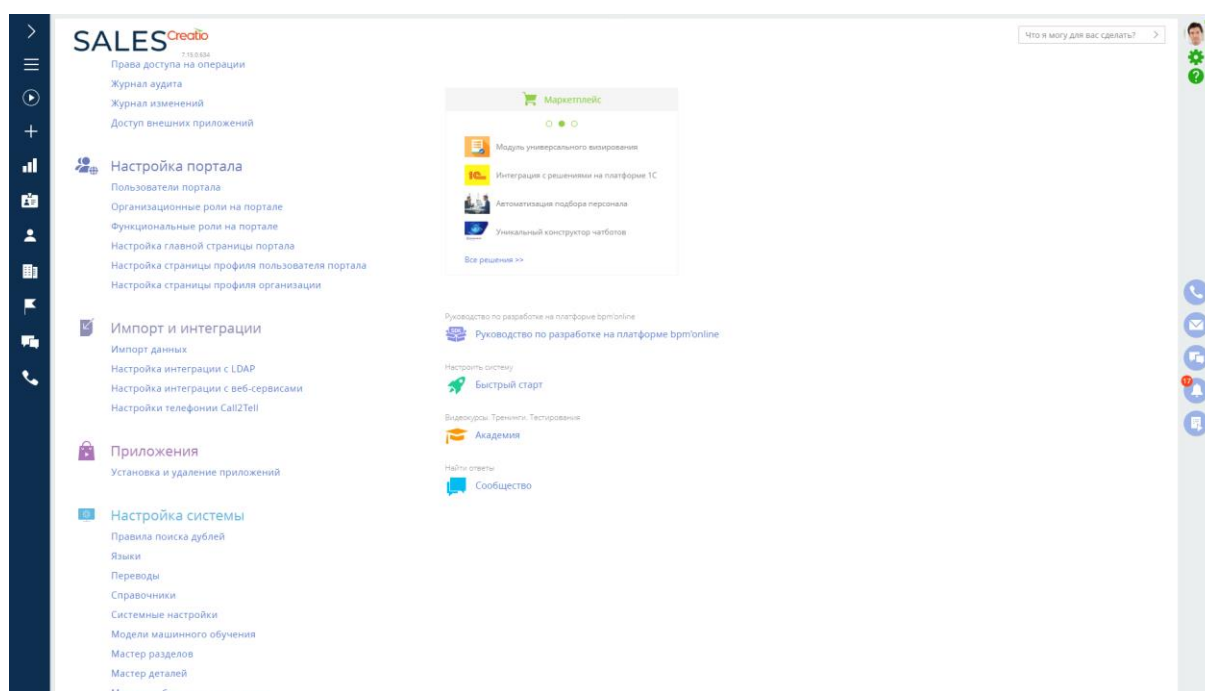 SALES Creatio
Что я могу для вас сделать?
Права доступа на операции
Журнал аудита
Журнал изменений
Доступ внешних приложений
Настройка портала
Пользователи портала
Организационные роли на портале
Функциональные роли на портале
Настройка главной страницы портала
Настройка страницы профиля пользователя портала
Настройка страницы профиля организации
Импорт и интеграции
Импорт данных
Настройка интеграции с LDAP
Настройка интеграции с веб-сервисами
Настройки телефонии Call2Tell
Приложения
Установка и удаление приложений
Настройка системы
Правила поиска дублей
Языки
Переводы
Справочники
Системные настройки
Модели машинного обучения
Мастер разделов
Мастер деталей
Маркетплейс
Модуль универсального визирования
Интеграция с решениями на платформе 1С
Автоматизация подбора персонала
Уникальный конструктор чатботов
Все решения >>
Руководство по разработке на платформе bpm'online
Руководство по разработке на платформе bpm'online
Настроить систему
Быстрый старт
Видеокурсы. Тренинги. Тестирования
Академия
Найти ответы
Сообщество
17